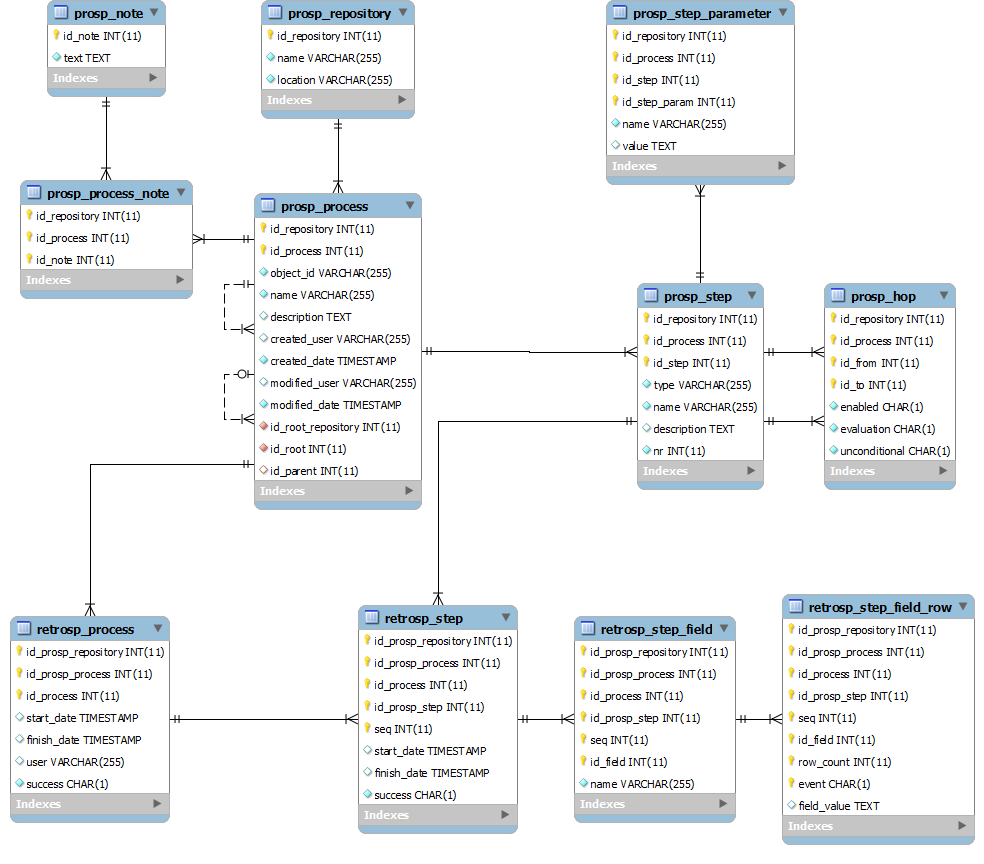 prosp_note
id_note INT(11)
text TEXT
Indexes
prosp_repository
id_repository INT(11)
name VARCHAR(255)
location VARCHAR(255)
Indexes
prosp_step_parameter
id_repository INT(11)
id_process INT(11)
id_step INT(11)
id_step_param INT(11)
name VARCHAR(255)
value TEXT
Indexes
prosp_process_note
id_repository INT(11)
id_process INT(11)
id_note INT(11)
Indexes
prosp_process
id_repository INT(11)
id_process INT(11)
object_id VARCHAR(255)
name VARCHAR(255)
description TEXT
created_user VARCHAR(255)
created_date TIMESTAMP
modified_user VARCHAR(255)
modified_date TIMESTAMP
id_root_repository INT(11)
id_root INT(11)
id_parent INT(11)
Indexes
prosp_step
id_repository INT(11)
id_process INT(11)
id_step INT(11)
type VARCHAR(255)
name VARCHAR(255)
description TEXT
nr INT(11)
Indexes
prosp_hop
id_repository INT(11)
id_process INT(11)
id_from INT(11)
id_to INT(11)
enabled CHAR(1)
evaluation CHAR(1)
unconditional CHAR(1)
Indexes
retrosp_process
id_prosp_repository INT(11)
id_prosp_process INT(11)
id_process INT(11)
start_date TIMESTAMP
finish_date TIMESTAMP
user VARCHAR(255)
success CHAR(1)
Indexes
retrosp_step
id_prosp_repository INT(11)
id_prosp_process INT(11)
id_process INT(11)
id_prosp_step INT(11)
seq INT(11)
start_date TIMESTAMP
finish_date TIMESTAMP
success CHAR(1)
Indexes
retrosp_step_field
id_prosp_repository INT(11)
id_prosp_process INT(11)
id_process INT(11)
id_prosp_step INT(11)
seq INT(11)
id_field INT(11)
name VARCHAR(255)
Indexes
retrosp_step_field_row
id_prosp_repository INT(11)
id_prosp_process INT(11)
id_process INT(11)
id_prosp_step INT(11)
seq INT(11)
id_field INT(11)
row_count INT(11)
event CHAR(1)
field_value TEXT
Indexes